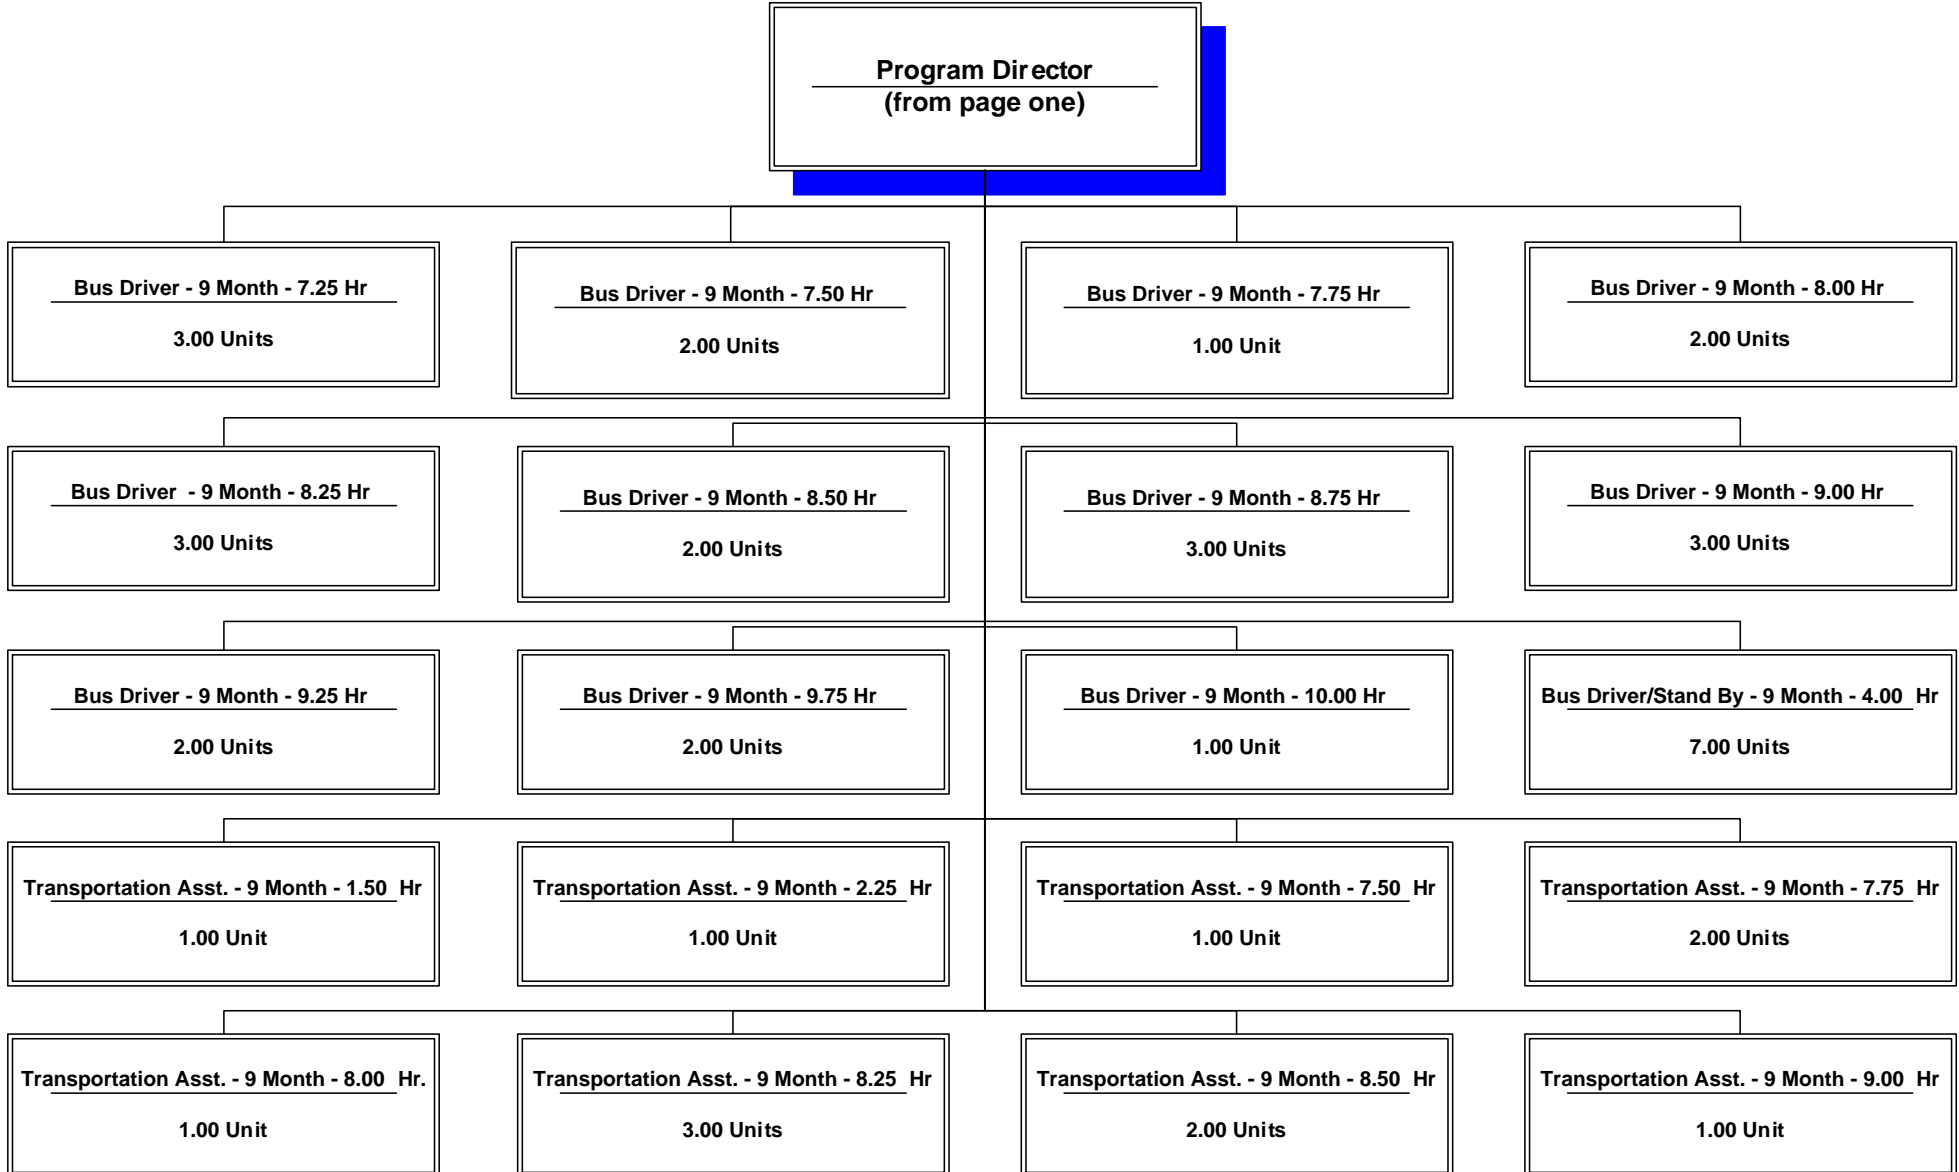 Program Director
(from page one)
Bus Driver - 9 Month - 7.25 Hr
3.00 Units
Bus Driver - 9 Month - 7.50 Hr
2.00 Units
Bus Driver - 9 Month - 7.75 Hr
1.00 Unit
Bus Driver - 9 Month - 8.00 Hr
2.00 Units
Bus Driver  - 9 Month - 8.25 Hr
3.00 Units
Bus Driver - 9 Month - 8.50 Hr
2.00 Units
Bus Driver - 9 Month - 8.75 Hr
3.00 Units
Bus Driver - 9 Month - 9.00 Hr
3.00 Units
Bus Driver - 9 Month - 9.25 Hr
2.00 Units
Bus Driver - 9 Month - 9.75 Hr
2.00 Units
Bus Driver - 9 Month - 10.00 Hr
1.00 Unit
Bus Driver/Stand By - 9 Month - 4.00  Hr
7.00 Units
Transportation Asst. - 9 Month - 1.50  Hr
1.00 Unit
Transportation Asst. - 9 Month - 2.25  Hr
1.00 Unit
Transportation Asst. - 9 Month - 7.50  Hr
1.00 Unit
Transportation Asst. - 9 Month - 7.75  Hr
2.00 Units
Transportation Asst. - 9 Month - 8.00  Hr.
1.00 Unit
Transportation Asst. - 9 Month - 8.25  Hr
3.00 Units
Transportation Asst. - 9 Month - 8.50  Hr
2.00 Units
Transportation Asst. - 9 Month - 9.00  Hr
1.00 Unit